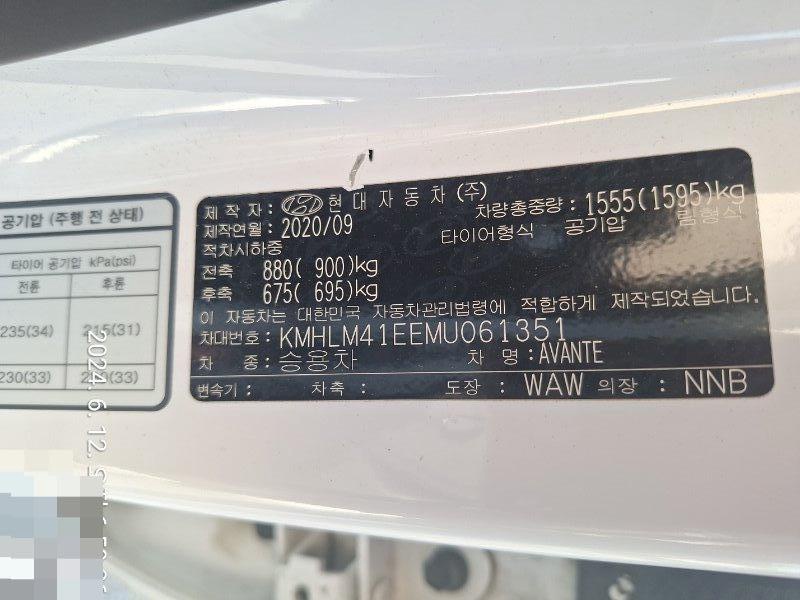 공기압 (주행 전 상태)
타이어 공기압 kPa(psi)
전륜 후륜
235(34) 215(31)
230(33)
제 작 자 : 현 대 자 동 차 (주)
차량총중량 : 1555(1595)kg
제작연월 : 2020/09
타이어형식 공기압 림형식
적차시하중
전축 880( 900)kg
후축 675( 695)kg
이 자동차는 대한민국 자동차관리법령에 적합하게 제작되었습니다.
차대번호 : KMHLM41EEMU061351
차 종 : 승용차 차 명 : AVANTE
변속기 : 차축 : 도장 : WAW 의장 : NNB
2024. 6. 12.